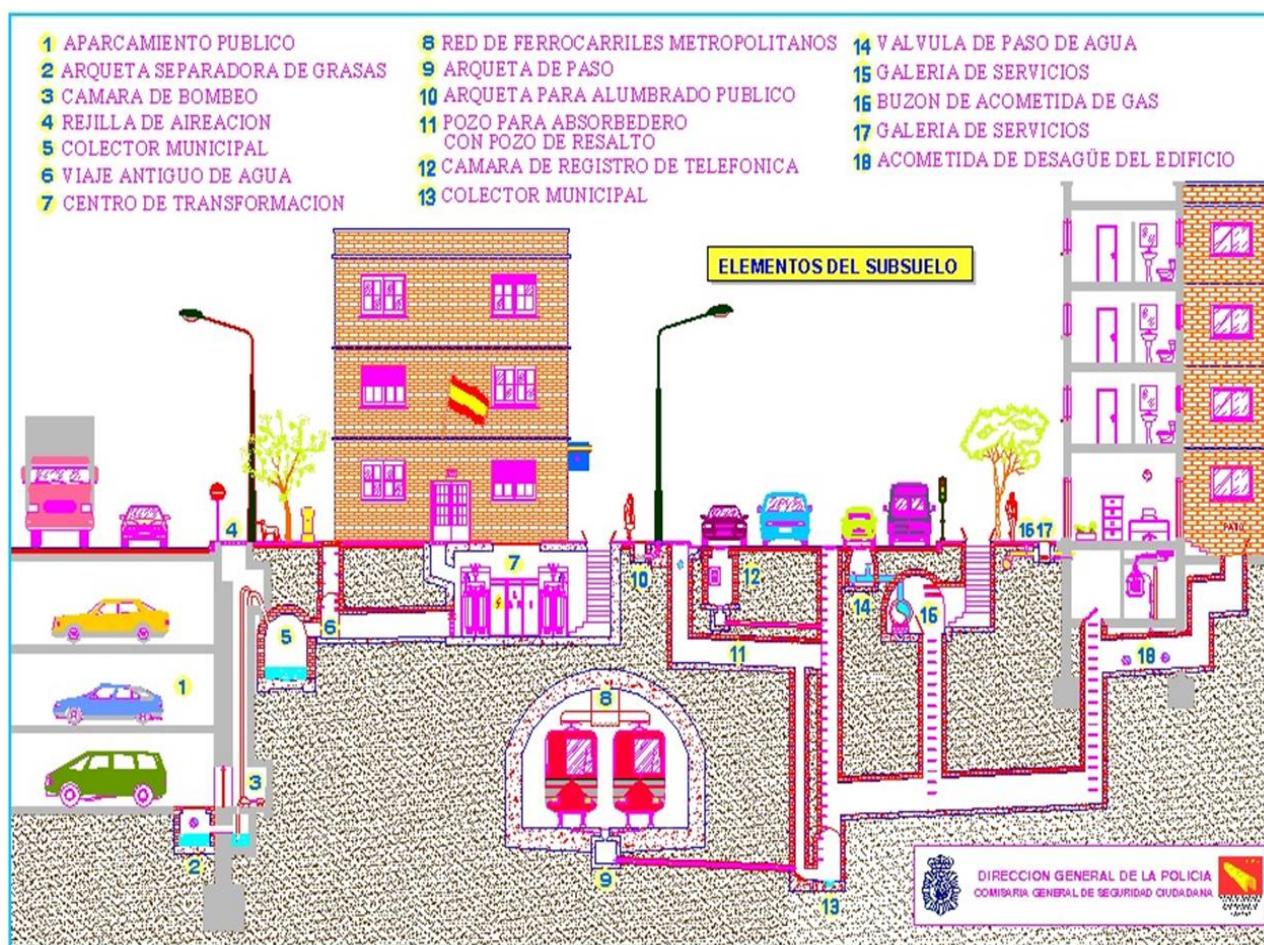 1 APARCAMIENTO PUBLICO
2 ARQUETA SEPARADORA DE GRASAS
3 CAMARA DE BOMBEO
4 REJILLA DE AIREACION
5 COLECTOR MUNICIPAL
6 VIAJE ANTIGUO DE AGUA
7 CENTRO DE TRANSFORMACION
8 RED DE FERROCARRILES METROPOLITANOS
9 ARQUETA DE PASO
10 ARQUETA PARA ALUMBRADO PUBLICO
11 POZO PARA ABSORBEDERO
CON POZO DE RESALTO
12 CAMARA DE REGISTRO DE TELEFONICA
13 COLECTOR MUNICIPAL
14 VALVULA DE PASO DE AGUA
15 GALERIA DE SERVICIOS
16 BUZON DE ACOMETIDA DE GAS
17 GALERIA DE SERVICIOS
18 ACOMETIDA DE DESAGÜE DEL EDIFICIO
ELEMENTOS DEL SUBSUELO
4
7
10
12
14
16
17
PATIO
5
6
16
1
11
18
8
3
2
9
13
DIRECCION GENERAL DE LA POLICIA
COMISARIA GENERAL DE SEGURIDAD CIUDADANA